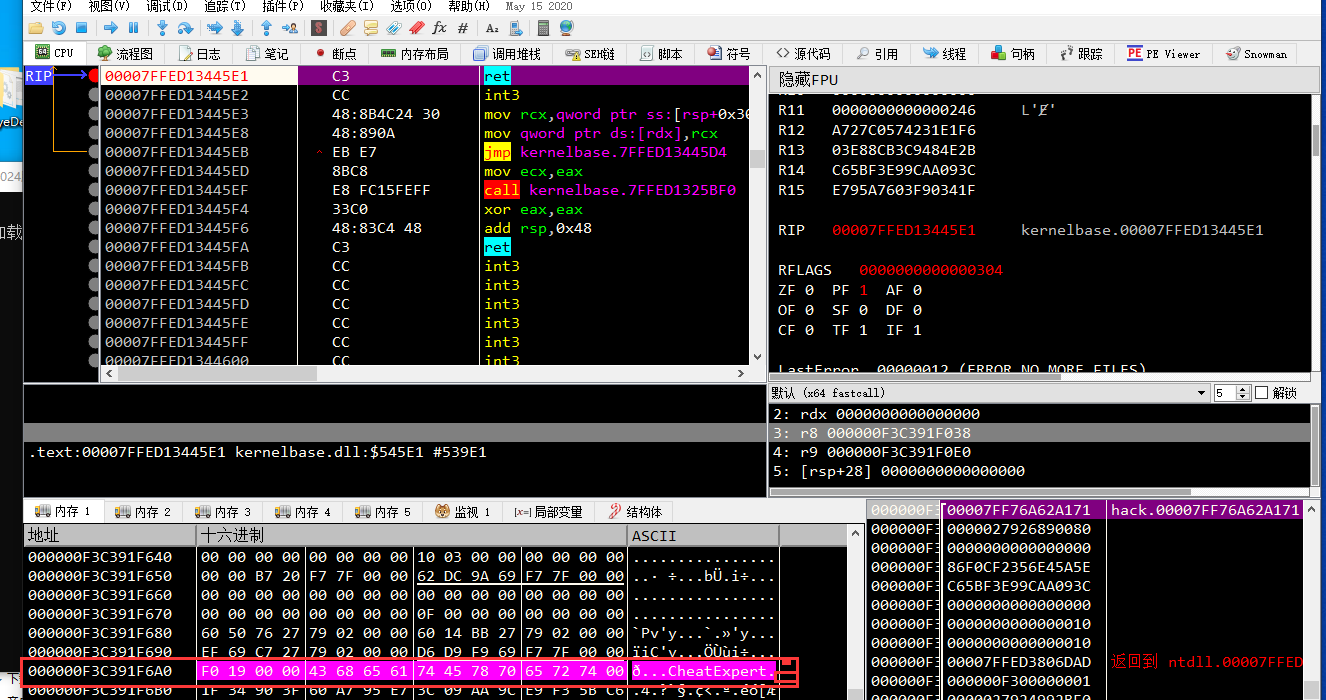 文件(F) 视图(V) 调试(D) 追踪(T) 插件(P) 收藏夹(I) 选项(O) 帮助(H) May 15 2020
CPU 流程图 日志 笔记 断点 内存布局 调用堆栈 SEH链 脚本 符号 源代码 引用 线程 句柄 跟踪 PE Viewer Snowman
RIP
00007FFED13445E1 C3 ret
00007FFED13445E2 CC int3
00007FFED13445E3 48:8B4C24 30 mov rcx,qword ptr ss:[rsp+0x30
00007FFED13445E8 48:890A mov qword ptr ds:[rdx],rcx
00007FFED13445EB EB E7 jmp kernelbase.7FFED13445D4
00007FFED13445ED 8BC8 mov ecx,eax
00007FFED13445EF E8 FC15FEFF call kernelbase.7FFED1325BF0
00007FFED13445F4 33C0 xor eax,eax
00007FFED13445F6 48:83C4 48 add rsp,0x48
00007FFED13445FA C3 ret
00007FFED13445FB CC int3
00007FFED13445FC CC int3
00007FFED13445FD CC int3
00007FFED13445FE CC int3
00007FFED13445FF CC int3
00007FFED1344600 CC int3
隐藏FPU
R11 0000000000000246 L'Ɇ'
R12 A727C0574231E1F6
R13 03E88CB3C9484E2B
R14 C65BF3E99CAA093C
R15 E795A7603F90341F
RIP 00007FFED13445E1 kernelbase.00007FFED13445E1
RFLAGS 0000000000000304
ZF 0 PF 1 AF 0
OF 0 SF 0 DF 0
CF 0 TF 1 IF 1
LastError 00000012 (ERROR_NO_MORE_FILES)
默认 (x64 fastcall) 5 解锁
2: rdx 0000000000000000
3: r8 000000F3C391F038
4: r9 000000F3C391F0E0
5: [rsp+28] 0000000000000000
.text:00007FFED13445E1 kernelbase.dll:$545E1 #539E1
内存 1 内存 2 内存 3 内存 4 内存 5 监视 1 [x=]局部变量 结构体
地址 十六进制 ASCII
000000F3C391F640 00 00 00 00 00 00 00 00 10 03 00 00 00 00 00 00 ................
000000F3C391F650 00 00 B7 20 F7 7F 00 00 62 DC 9A 69 F7 7F 00 00 ..· ÷...bÜ.i÷...
000000F3C391F660 00 00 00 00 00 00 00 00 00 00 00 00 00 00 00 00 ................
000000F3C391F670 00 00 00 00 00 00 00 00 0F 00 00 00 00 00 00 00 ................
000000F3C391F680 60 50 76 27 79 02 00 00 60 14 BB 27 79 02 00 00 `Pv'y...`.»'y...
000000F3C391F690 EF 69 C7 27 79 02 00 00 D6 D9 F9 69 F7 7F 00 00 ïiÇ'y...ÖÙùi÷...
000000F3C391F6A0 F0 19 00 00 43 68 65 61 74 45 78 70 65 72 74 00 ð...CheatExpert.
000000F3C391F6B0 1F 34 90 3F 60 A7 95 E7 3C 09 AA 9C E9 F3 5B C6 .4.?`§.ç<.ª.éó[Æ
000000F3 00007FF76A62A171 hack.00007FF76A62A171
000000F3 0000027926890080
000000F3 0000000000000000
000000F3 86F0CF2356E45A5E
000000F3 C65BF3E99CAA093C
000000F3 0000000000000000
000000F3 0000000000000010
000000F3 0000000000000000
000000F3 0000000000000010
000000F3 00007FFED3806DAD 返回到 ntdll.00007FFED
000000F3 000000F300000001